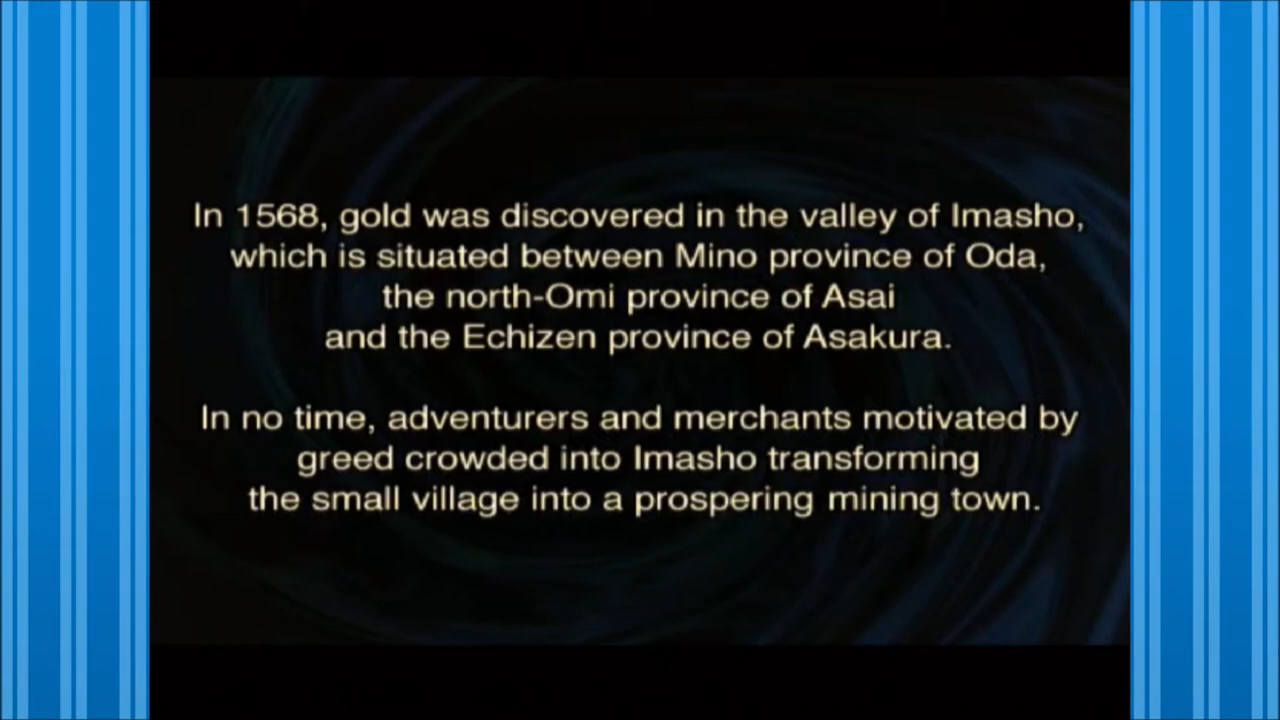 In 1568, gold was discovered in the valley of Imasho,
which is situated between Mino province of Oda,
the north-Omi province of Asai
and the Echizen province of Asakura.
In no time, adventurers and merchants motivated by
greed crowded into Imasho transforming
the small village into a prospering mining town.